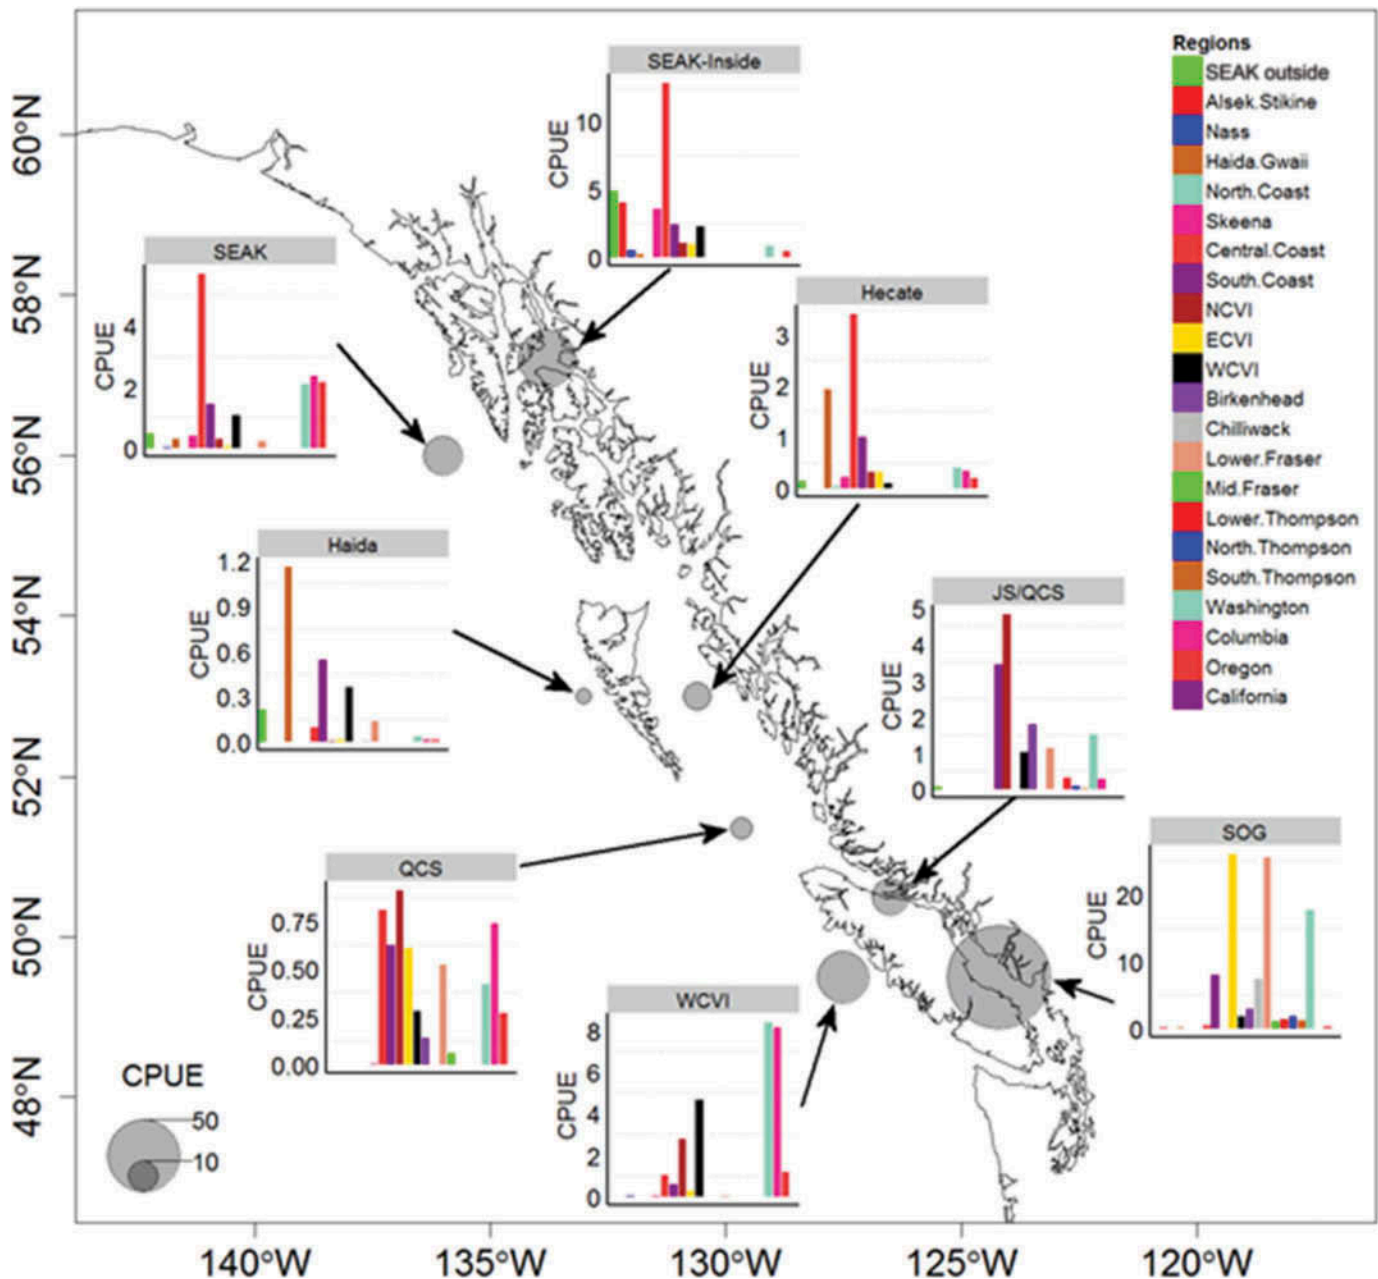 60°N
58°N
56°N
54°N
52°N
50°N
48°N
140°W
135°W
130°W
125°W
120°W
SEAK-Inside
CPUE
10
5
0
SEAK
CPUE
4
2
0
Hecate
CPUE
3
2
1
0
Haida
CPUE
1.2
0.9
0.6
0.3
0.0
JS/QCS
CPUE
5
4
3
2
1
0
QCS
CPUE
0.75
0.50
0.25
0.00
WCVI
CPUE
8
6
4
2
0
SOG
CPUE
20
10
0
CPUE
50
10
Regions
SEAK outside
Alsek.Stikine
Nass
Haida.Gwaii
North.Coast
Skeena
Central.Coast
South.Coast
NCVI
ECVI
WCVI
Birkenhead
Chilliwack
Lower.Fraser
Mid.Fraser
Lower.Thompson
North.Thompson
South.Thompson
Washington
Columbia
Oregon
California